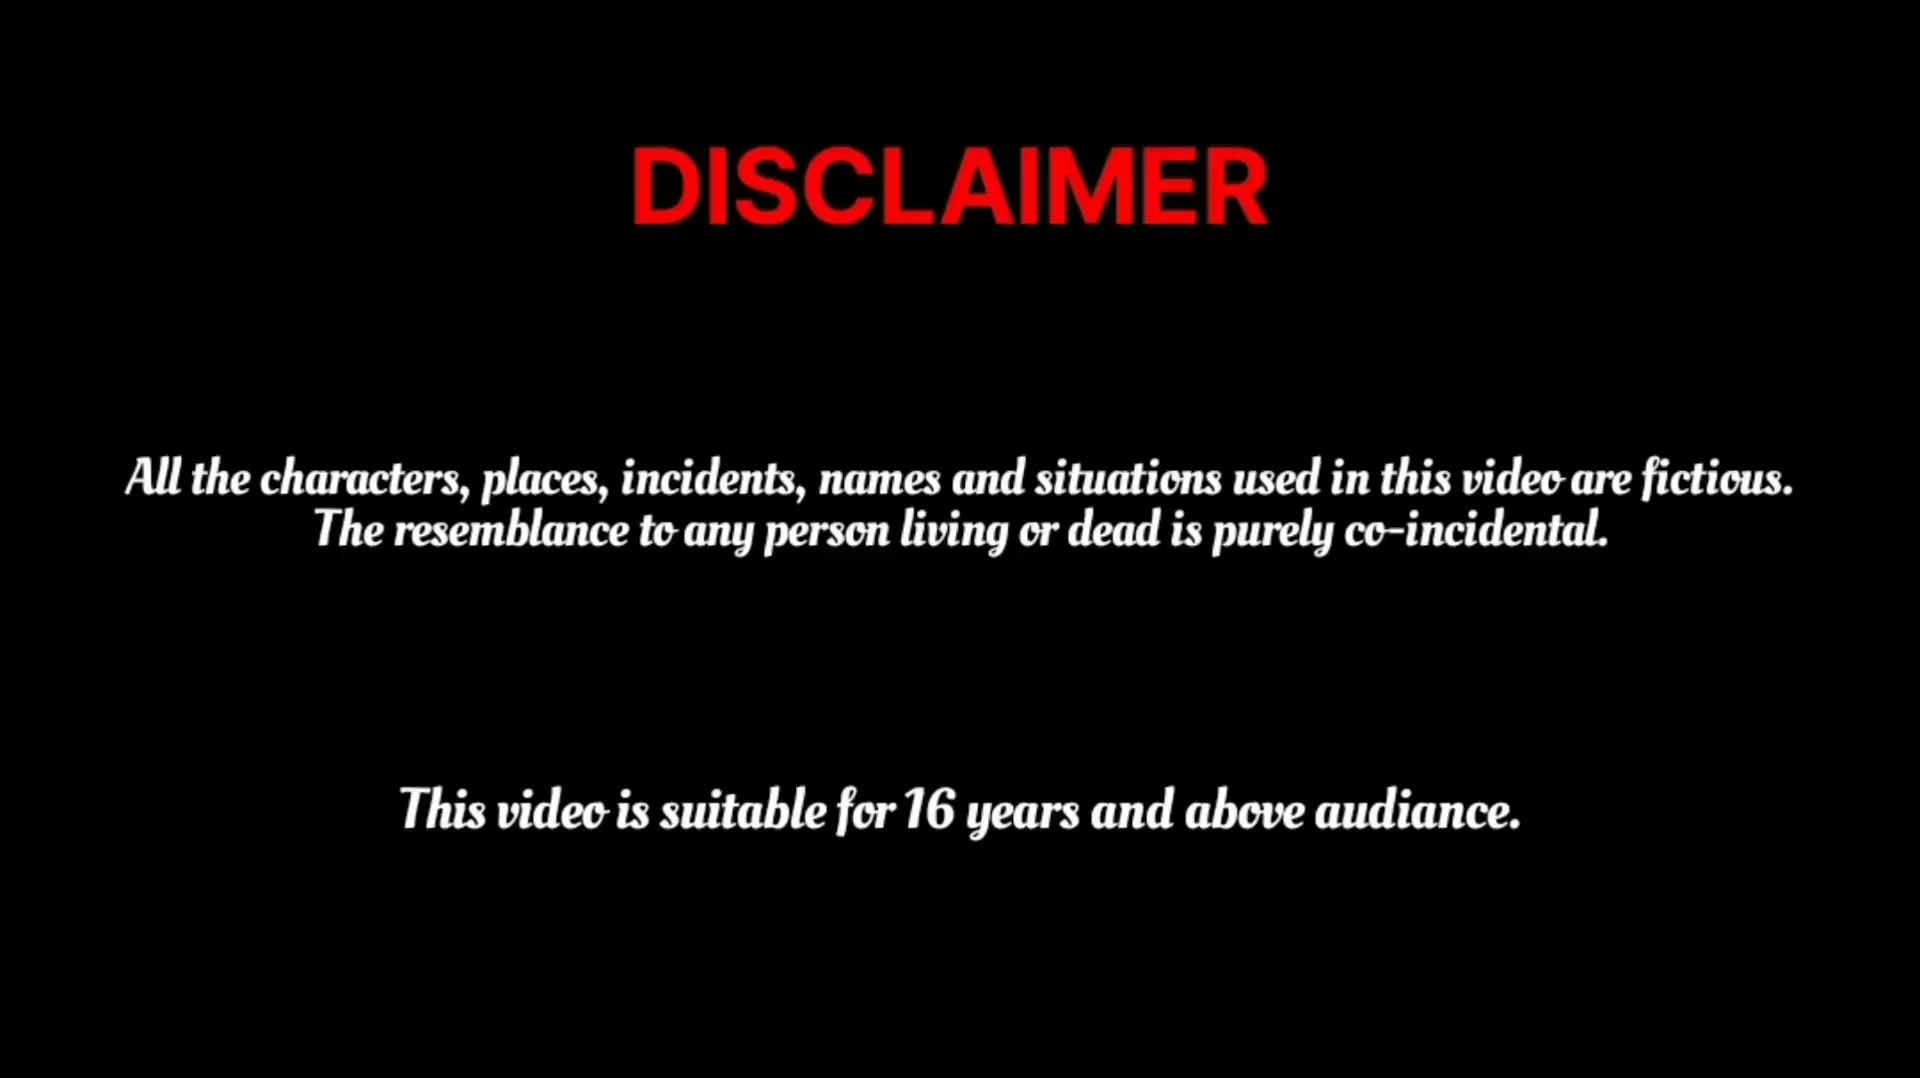 DISCLAIMER
All the characters, places, incidents, names and situations used in this video are fictious.
The resemblance to any person living or dead is purely co-incidental.
This video is suitable for 16 years and above audiance.